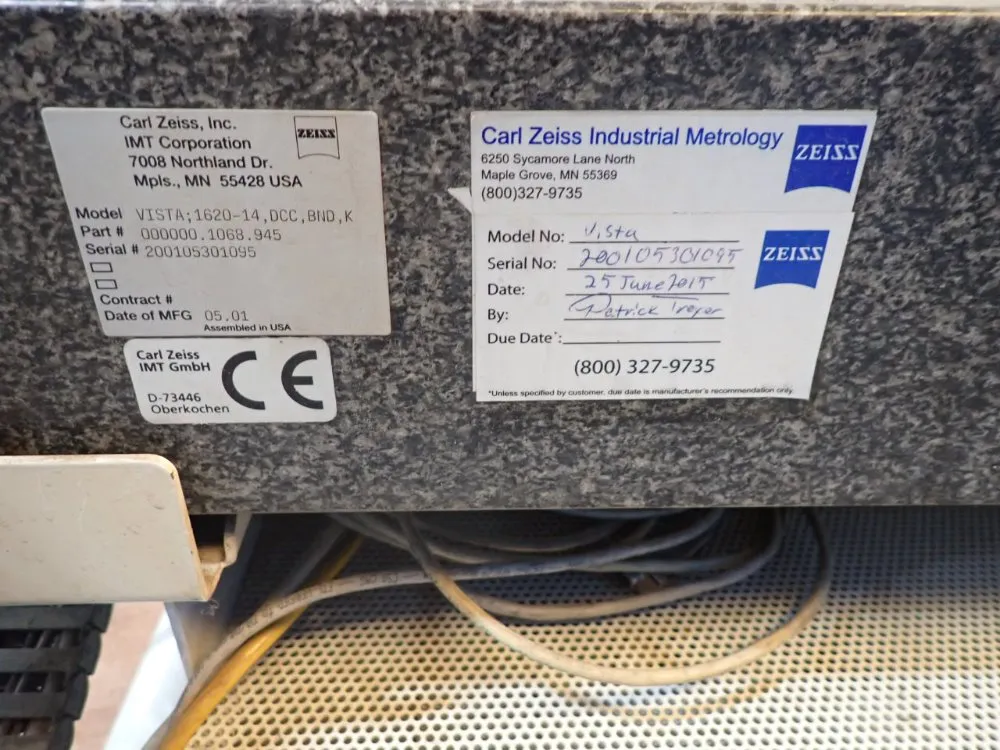 Carl Zeiss, Inc.
IMT Corporation
7008 Northland Dr.
Mpls., MN 55428 USA
ZEISS
Model VISTA;1620-14,DCC,BND,K
Part # 000000.1068.945
Serial # 200105301095
Contract #
Date of MFG 05.01
Assembled in USA
Carl Zeiss
IMT GmbH
D-73446
Oberkochen
CE
Carl Zeiss Industrial Metrology
6250 Sycamore Lane North
Maple Grove, MN 55369
(800)327-9735
ZEISS
Model No: Vista
Serial No: 200105301095
Date: 25 June 2015
By: Patrick
Due Date*:
ZEISS
(800) 327-9735
*Unless specified by customer, due date is manufacturer's recommendation only.